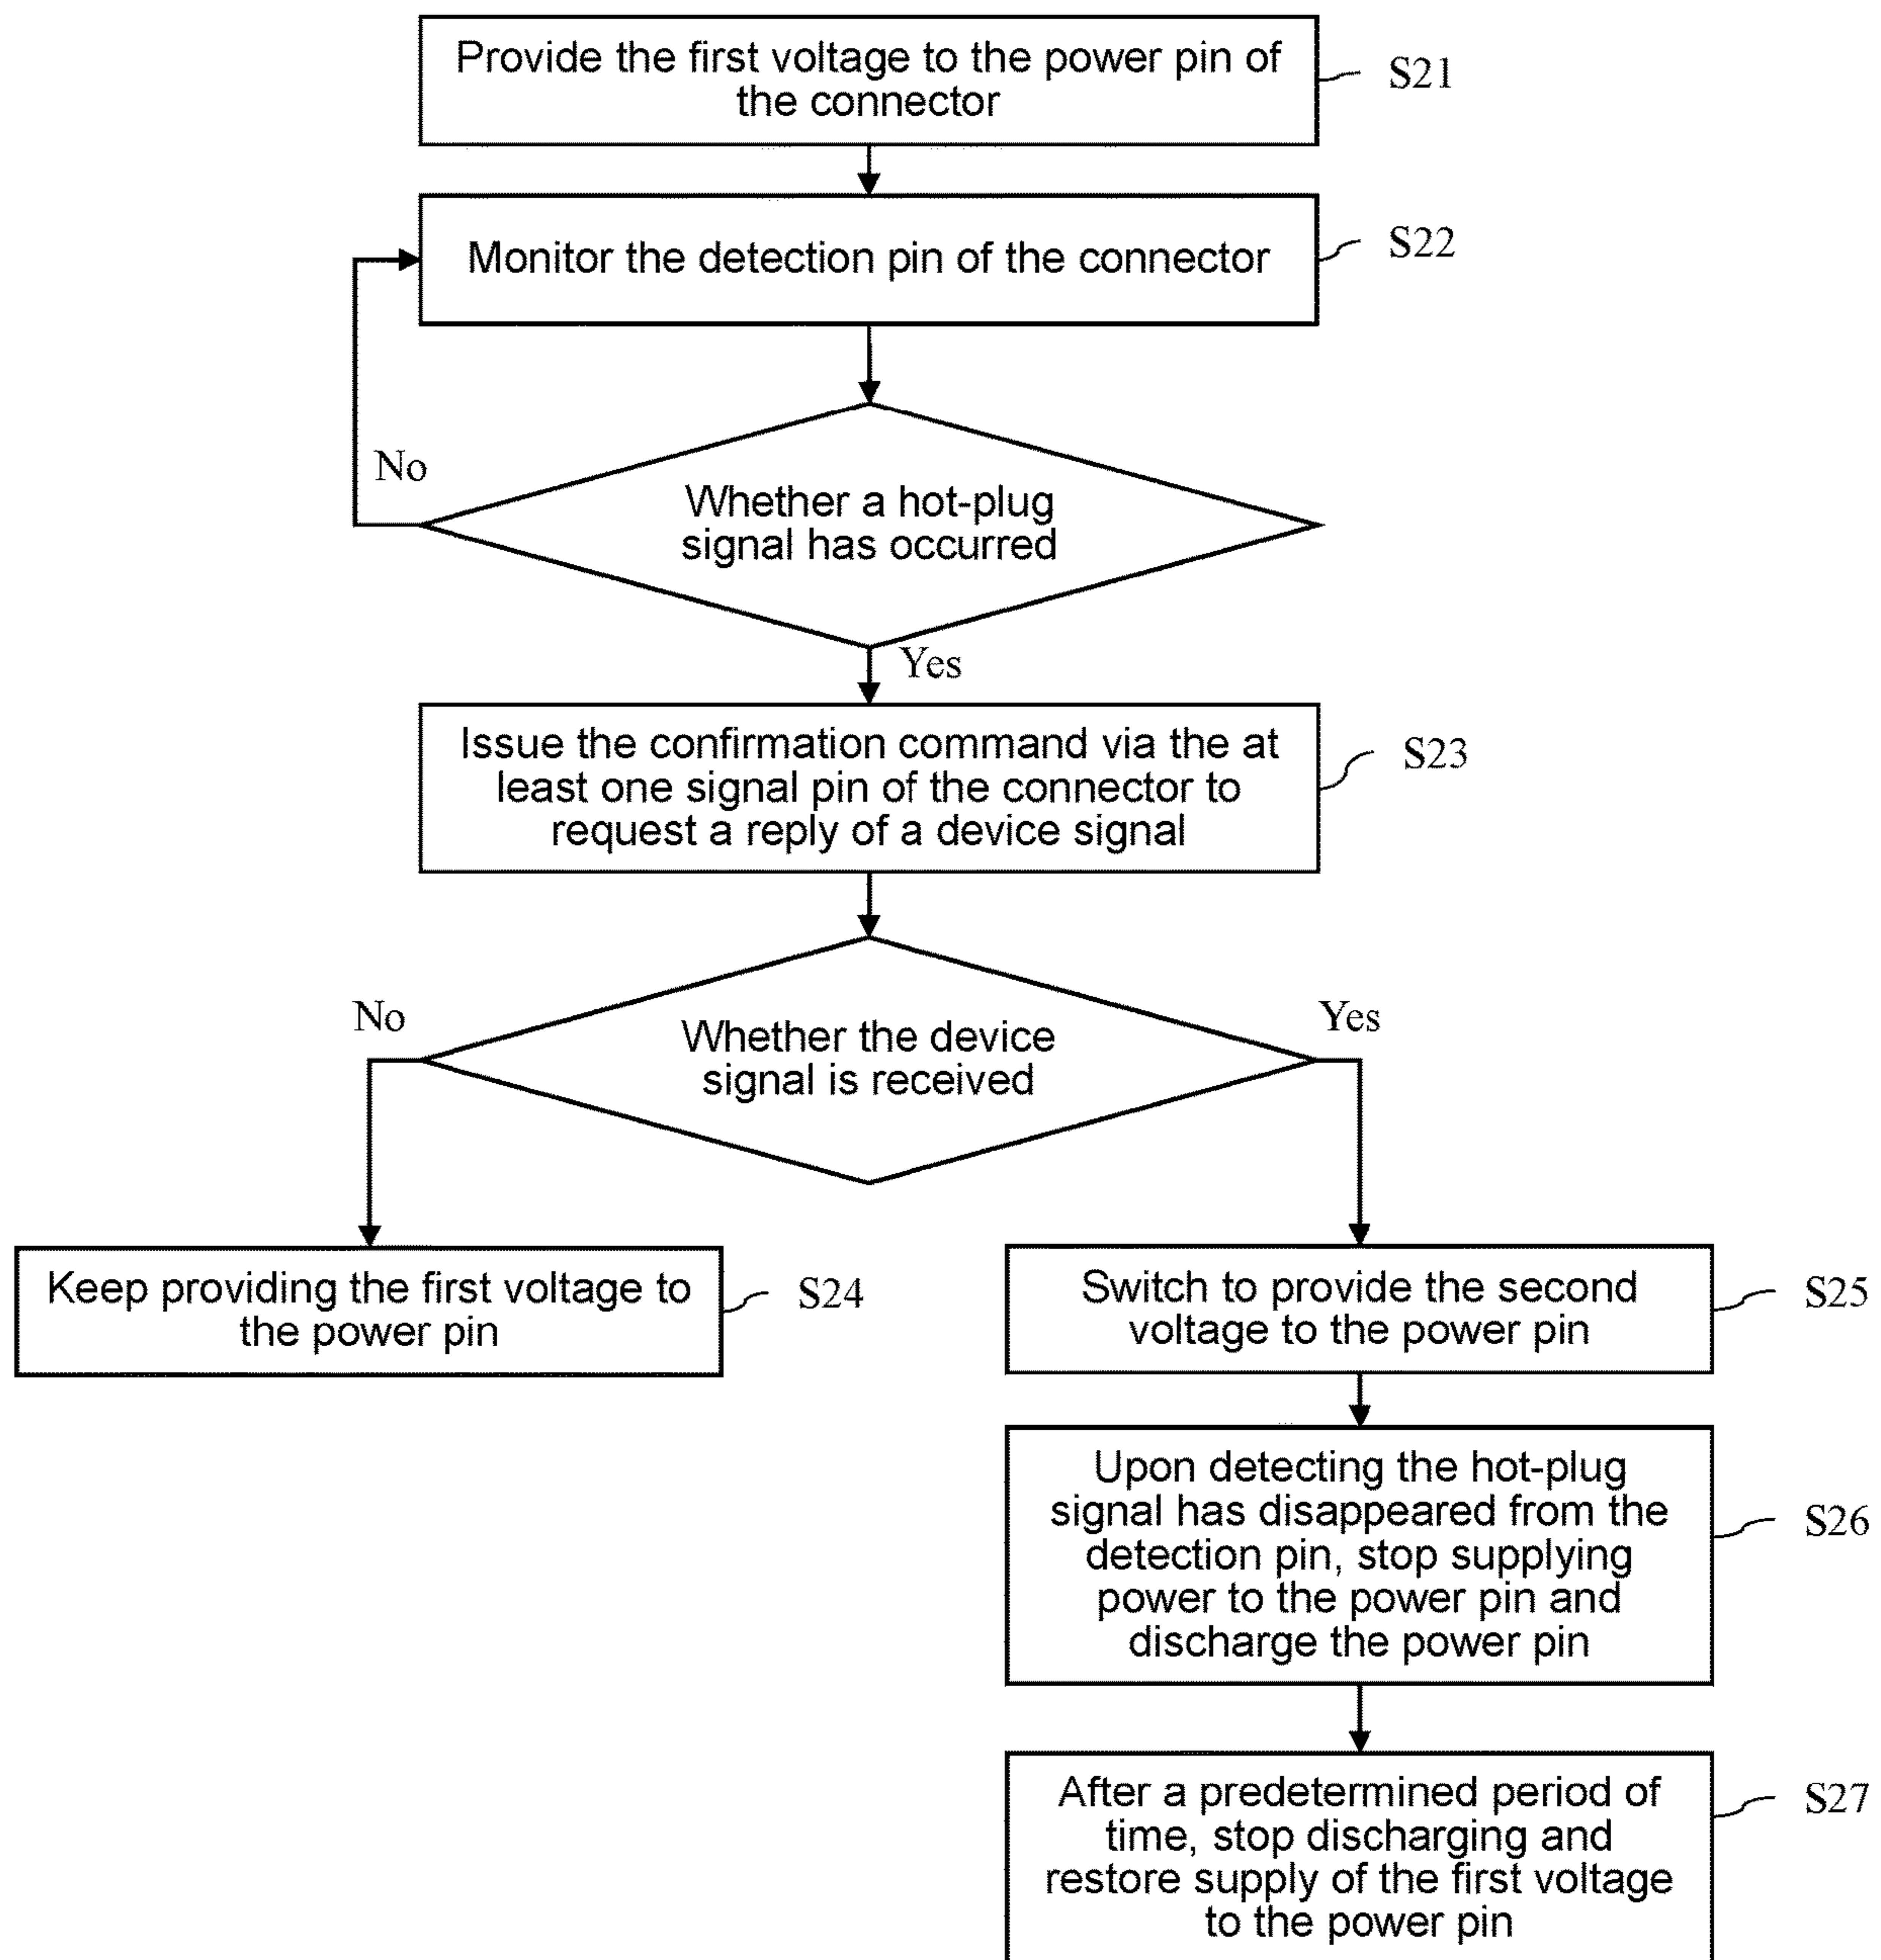 Provide the first voltage to the power pin of
the connector
S21
Monitor the detection pin of the connector
S22
No
Whether a hot-plug
signal has occurred
Yes
Issue the confirmation command via the at
least one signal pin of the connector to
request a reply of a device signal
S23
No
Whether the device
signal is received
Yes
Keep providing the first voltage to
the power pin
S24
Switch to provide the second
voltage to the power pin
S25
Upon detecting the hot-plug
signal has disappeared from the
detection pin, stop supplying
power to the power pin and
discharge the power pin
S26
After a predetermined period of
time, stop discharging and
restore supply of the first voltage
to the power pin
S27